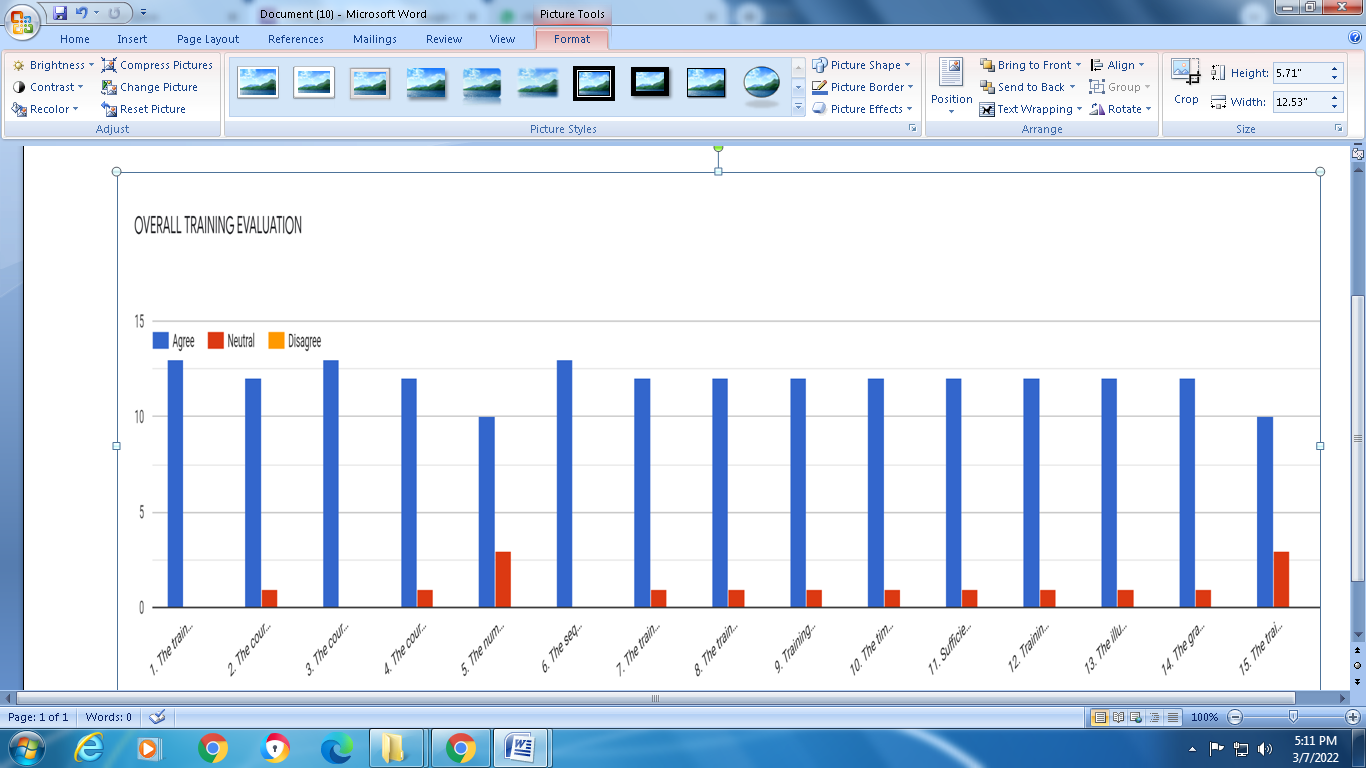 Document (10) - Microsoft Word
Picture Tools
Home Insert Page Layout References Mailings Review View Format
Brightness
Compress Pictures
Contrast
Change Picture
Recolor
Reset Picture
Adjust
Picture Styles
Picture Shape
Picture Border
Picture Effects
Position
Bring to Front
Send to Back
Text Wrapping
Align
Group
Rotate
Arrange
Crop
Height: 5.71"
Width: 12.53"
Size
OVERALL TRAINING EVALUATION
15
Agree Neutral Disagree
10
5
0
1. The train...
2. The cour...
3. The cour...
4. The cour...
5. The num...
6. The seq...
7. The train...
8. The train...
9. Training...
10. The tim...
11. Sufficie...
12. Trainin...
13. The illu...
14. The gra...
15. The trai...
Page: 1 of 1 Words: 0
100%
5:11 PM
3/7/2022